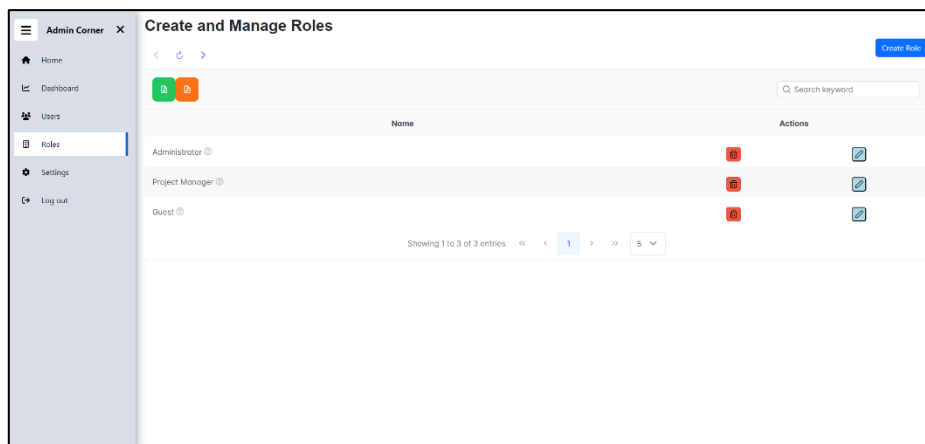 Admin Corner
Home
Dashboard
Users
Roles
Settings
Log out
Create and Manage Roles
Create Role
Search keyword
Name Actions
Administrator
Project Manager
Guest
Showing 1 to 3 of 3 entries 1 5